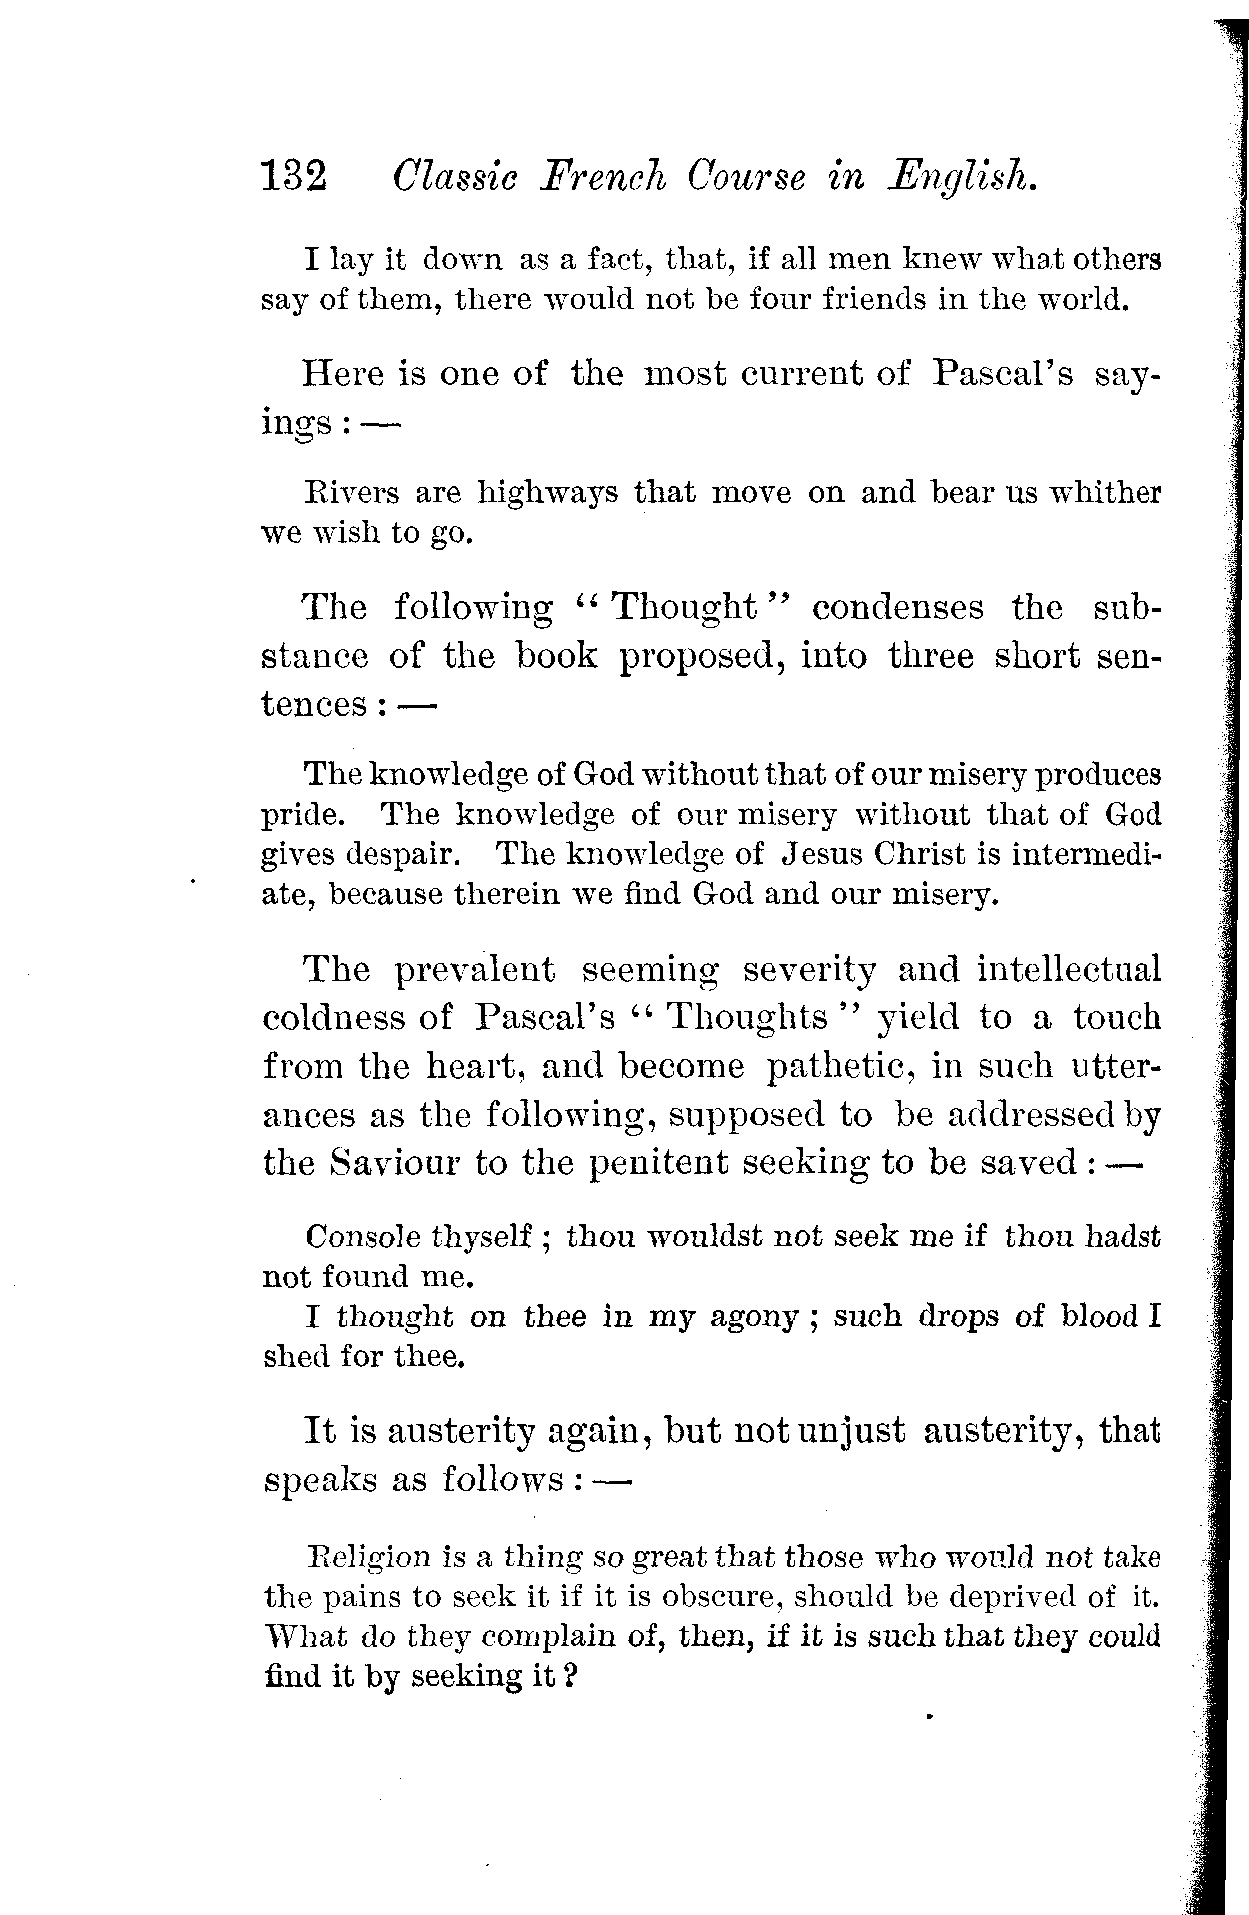 132 Classic French Course in English.
I lay it down as a fact, that, if all men knew what others
say of them, there would not be four friends in the world.
Here is one of the most current of Pascal's say-
ings : —
Rivers are highways that move on and bear us whither
we wish to go.
The following “ Thought ” condenses the sub-
stance of the book proposed, into three short sen-
tences : —
The knowledge of God without that of our misery produces
pride. The knowledge of our misery without that of God
gives despair. The knowledge of Jesus Christ is intermedi-
ate, because therein we find God and our misery.
The prevalent seeming severity and intellectual
coldness of Pascal's “ Thoughts ” yield to a touch
from the heart, and become pathetic, in such utter-
ances as the following, supposed to be addressed by
the Saviour to the penitent seeking to be saved : —
Console thyself ; thou wouldst not seek me if thou hadst
not found me.
I thought on thee in my agony ; such drops of blood I
shed for thee.
It is austerity again, but not unjust austerity, that
speaks as follows : —
Religion is a thing so great that those who would not take
the pains to seek it if it is obscure, should be deprived of it.
What do they complain of, then, if it is such that they could
find it by seeking it ?